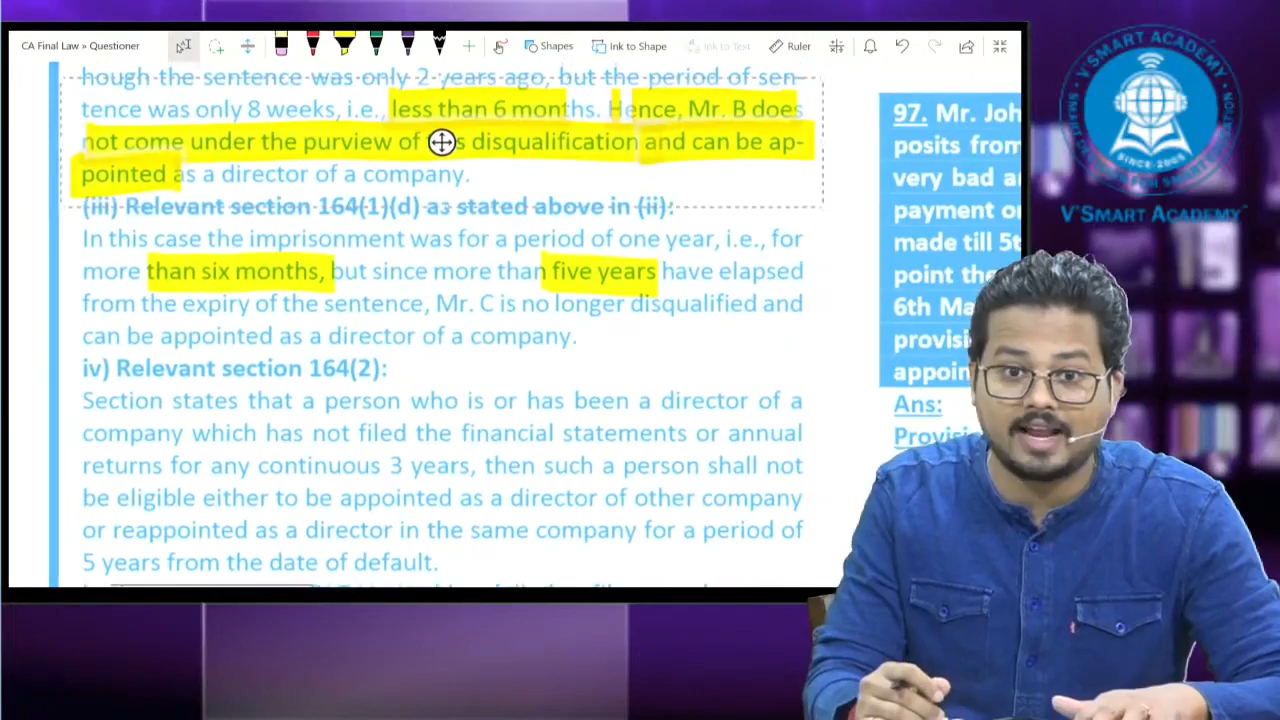 CA Final Law » Questioner
Shapes
Ink to Shape
Ink to Text
Ruler
hough the sentence was only 2 years ago, but the period of sen-
tence was only 8 weeks, i.e., less than 6 months. Hence, Mr. B does
not come under the purview of s disqualification and can be ap-
pointed as a director of a company.
(iii) Relevant section 164(1)(d) as stated above in (ii):
In this case the imprisonment was for a period of one year, i.e., for
more than six months, but since more than five years have elapsed
from the expiry of the sentence, Mr. C is no longer disqualified and
can be appointed as a director of a company.
iv) Relevant section 164(2):
Section states that a person who is or has been a director of a
company which has not filed the financial statements or annual
returns for any continuous 3 years, then such a person shall not
be eligible either to be appointed as a director of other company
or reappointed as a director in the same company for a period of
5 years from the date of default.
97. Mr. Joh
posits from
very bad a
payment o
made till 5t
point the
6th Ma
provisi
appoin
Ans:
Provisi
V'SMART ACADEMY
SINCE-2008
V'SMART ACADEMY